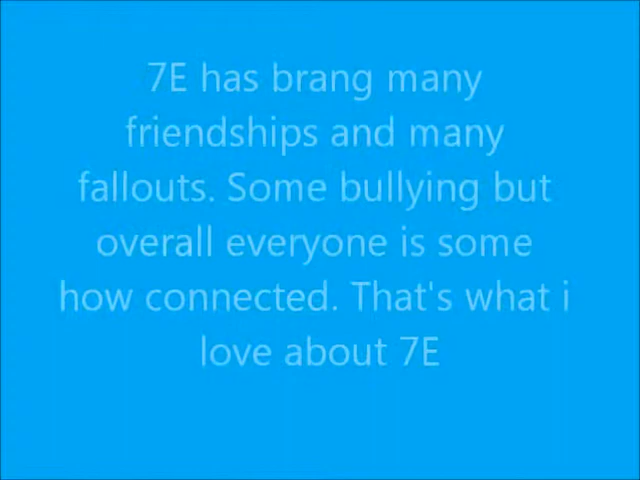 7E has brang many
friendships and many
fallouts. Some bullying but
overall everyone is some
how connected. That's what i
love about 7E